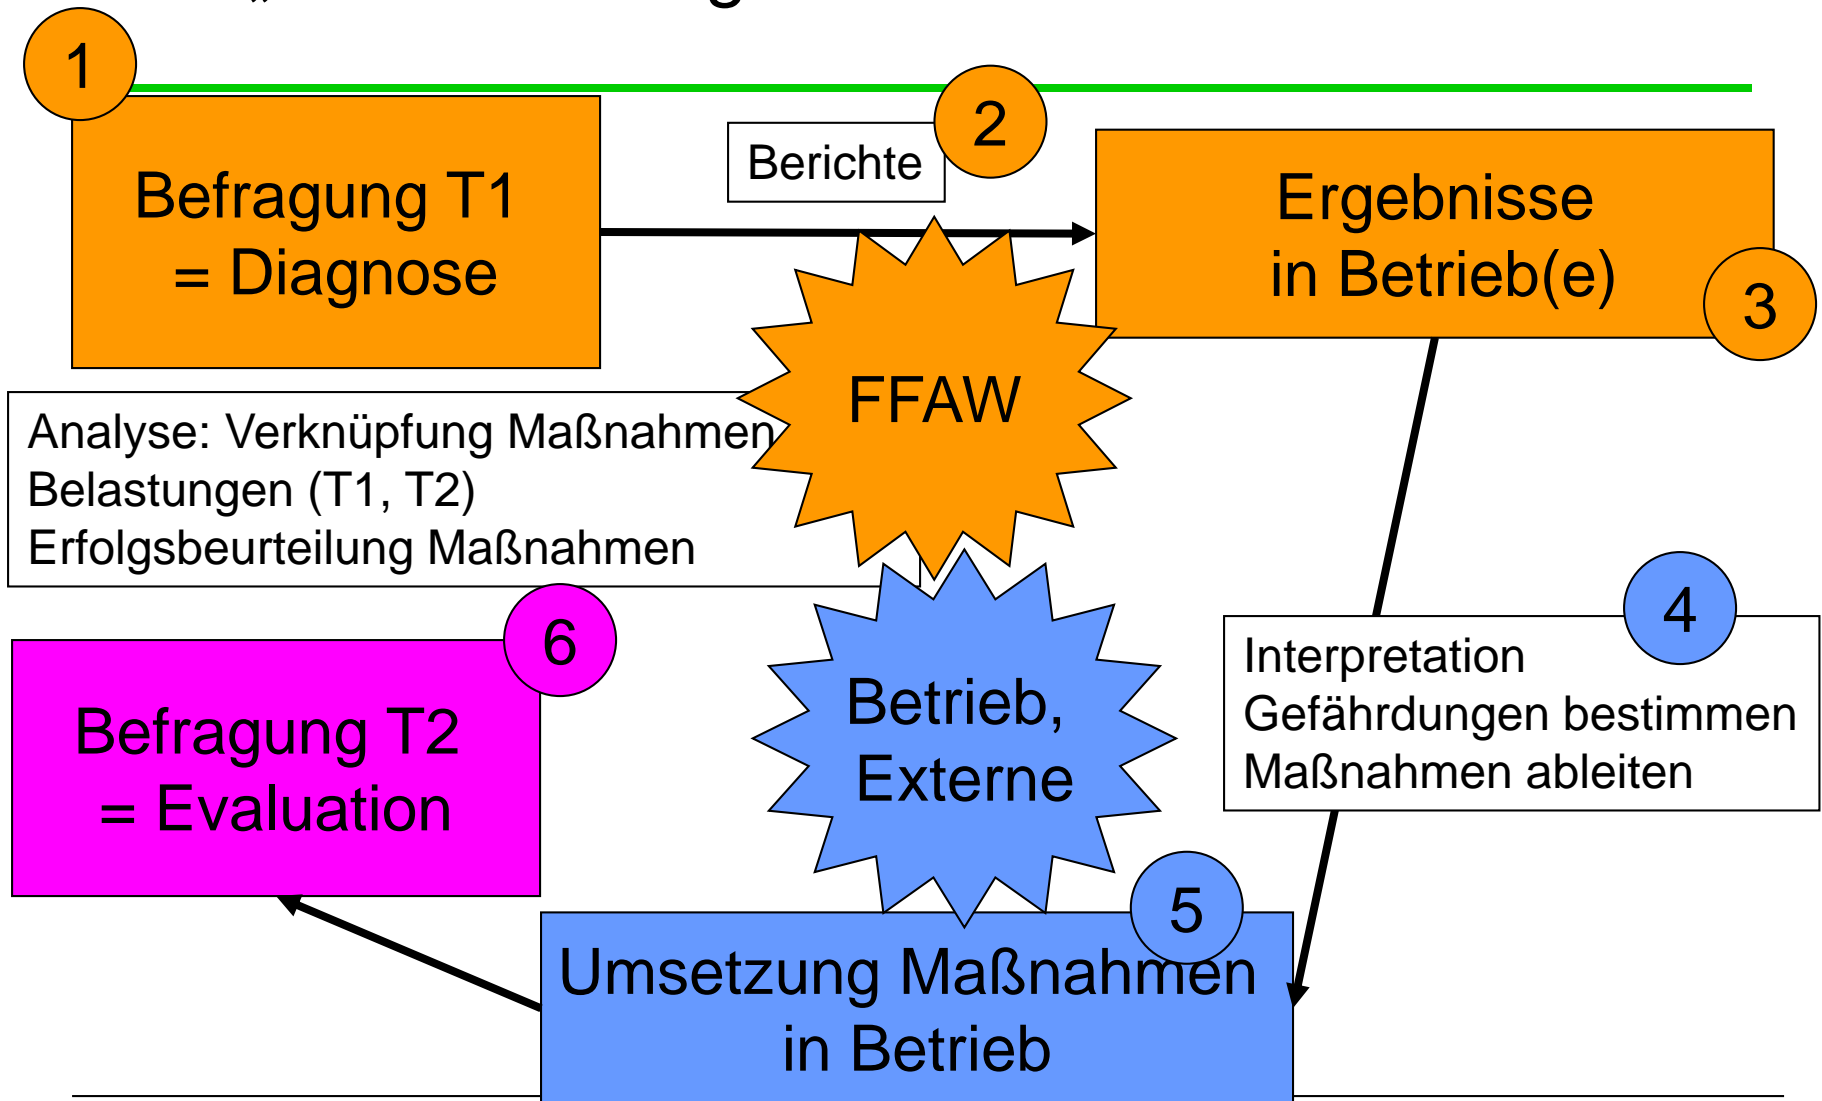 1
Befragung T1
= Diagnose
Berichte
2
Ergebnisse
in Betrieb(e)
3
FFAW
Analyse: Verknüpfung Maßnahmen
Belastungen (T1, T2)
Erfolgsbeurteilung Maßnahmen
4
Interpretation
Gefährdungen bestimmen
Maßnahmen ableiten
6
Befragung T2
= Evaluation
Betrieb,
Externe
5
Umsetzung Maßnahmen
in Betrieb